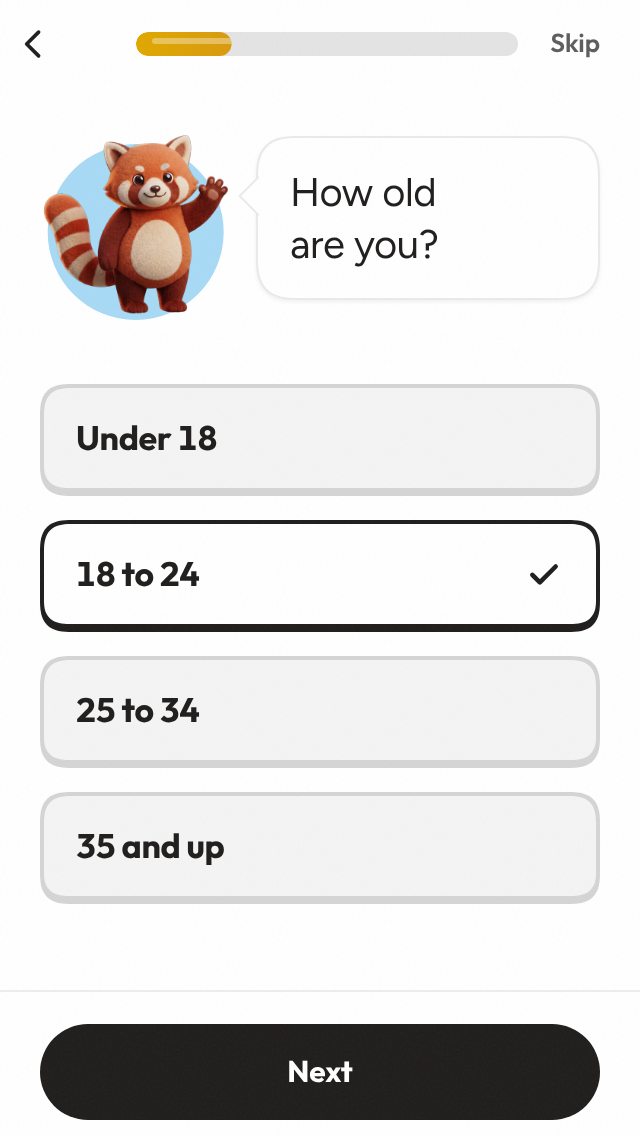 Skip
How old
are you?
Under 18
18 to 24
25 to 34
35 and up
Next